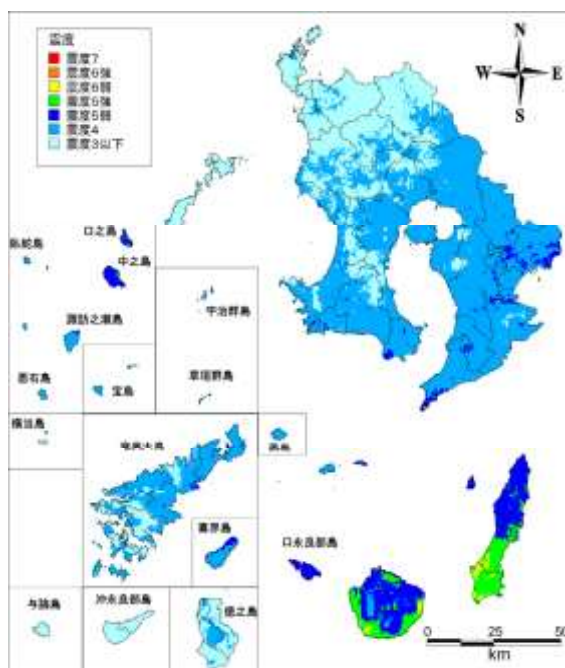 震度
震度7
震度6強
震度6弱
震度5強
震度5弱
震度4
震度3以下
N
W
E
S
口之島
臥蛇島
中之島
宇治群島
諏訪之瀬島
悪石島
宝島
草垣群島
横当島
奄美大島
黒島
喜界島
口永良部島
与論島
沖永良部島
徳之島
0 25 50
km